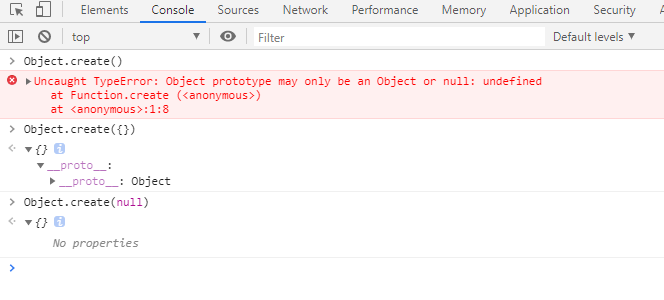 Elements Console Sources Network Performance Memory Application Security
top Filter Default levels
Object.create()
Uncaught TypeError: Object prototype may only be an Object or null: undefined
at Function.create (<anonymous>)
at <anonymous>:1:8
Object.create({})
{} i
__proto__:
__proto__: Object
Object.create(null)
{} i
No properties